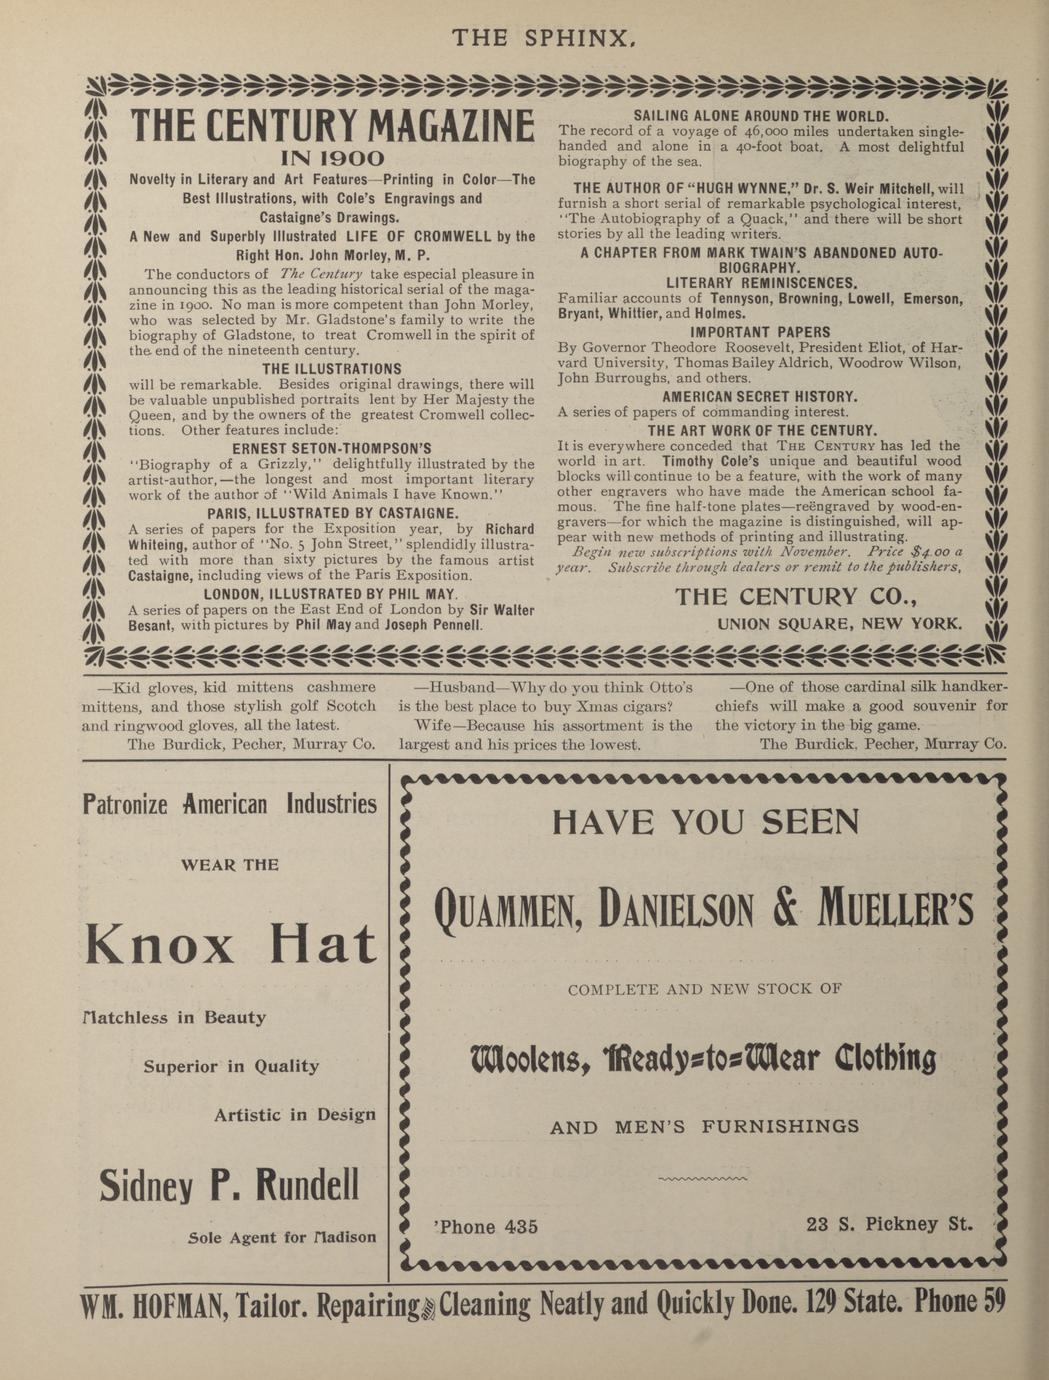 THE SPHINX.
THE CENTURY MAGAZINE
IN 1900
Novelty in Literary and Art Features—Printing in Color—The
Best Illustrations, with Cole's Engravings and
Castaigne's Drawings.
A New and Superbly Illustrated LIFE OF CROMWELL by the
Right Hon. John Morley, M. P.
The conductors of The Century take especial pleasure in
announcing this as the leading historical serial of the maga-
zine in 1900. No man is more competent than John Morley,
who was selected by Mr. Gladstone's family to write the
biography of Gladstone, to treat Cromwell in the spirit of
the end of the nineteenth century.
THE ILLUSTRATIONS
will be remarkable. Besides original drawings, there will
be valuable unpublished portraits lent by Her Majesty the
Queen, and by the owners of the greatest Cromwell collec-
tions. Other features include:
ERNEST SETON-THOMPSON'S
"Biography of a Grizzly," delightfully illustrated by the
artist-author,—the longest and most important literary
work of the author of "Wild Animals I have Known."
PARIS, ILLUSTRATED BY CASTAIGNE.
A series of papers for the Exposition year, by Richard
Whiteing, author of "No. 5 John Street," splendidly illustra-
ted with more than sixty pictures by the famous artist
Castaigne, including views of the Paris Exposition.
LONDON, ILLUSTRATED BY PHIL MAY.
A series of papers on the East End of London by Sir Walter
Besant, with pictures by Phil May and Joseph Pennell.
SAILING ALONE AROUND THE WORLD.
The record of a voyage of 46,000 miles undertaken single-
handed and alone in a 40-foot boat. A most delightful
biography of the sea.
THE AUTHOR OF "HUGH WYNNE," Dr. S. Weir Mitchell, will
furnish a short serial of remarkable psychological interest,
"The Autobiography of a Quack," and there will be short
stories by all the leading writers.
A CHAPTER FROM MARK TWAIN'S ABANDONED AUTO-
BIOGRAPHY.
LITERARY REMINISCENCES.
Familiar accounts of Tennyson, Browning, Lowell, Emerson,
Bryant, Whittier, and Holmes.
IMPORTANT PAPERS
By Governor Theodore Roosevelt, President Eliot, of Har-
vard University, Thomas Bailey Aldrich, Woodrow Wilson,
John Burroughs, and others.
AMERICAN SECRET HISTORY.
A series of papers of commanding interest.
THE ART WORK OF THE CENTURY.
It is everywhere conceded that THE CENTURY has led the
world in art. Timothy Cole's unique and beautiful wood
blocks will continue to be a feature, with the work of many
other engravers who have made the American school fa-
mous. The fine half-tone plates—reëngraved by wood-en-
gravers—for which the magazine is distinguished, will ap-
pear with new methods of printing and illustrating.
Begin new subscriptions with November. Price $4.00 a
year. Subscribe through dealers or remit to the publishers,
THE CENTURY CO.,
UNION SQUARE, NEW YORK.
—Kid gloves, kid mittens cashmere
mittens, and those stylish golf Scotch
and ringwood gloves, all the latest.
The Burdick, Pecher, Murray Co.
—Husband—Why do you think Otto's
is the best place to buy Xmas cigars?
Wife—Because his assortment is the
largest and his prices the lowest.
—One of those cardinal silk handker-
chiefs will make a good souvenir for
the victory in the big game.
The Burdick, Pecher, Murray Co.
Patronize American Industries
WEAR THE
Knox Hat
Matchless in Beauty
Superior in Quality
Artistic in Design
Sidney P. Rundell
Sole Agent for Madison
HAVE YOU SEEN
QUAMMEN, DANIELSON & MUELLER'S
COMPLETE AND NEW STOCK OF
Woolens, Ready=to=Wear Clothing
AND MEN'S FURNISHINGS
'Phone 435
23 S. Pickney St.
WM. HOFMAN, Tailor. Repairing Cleaning Neatly and Quickly Done. 129 State. Phone 59